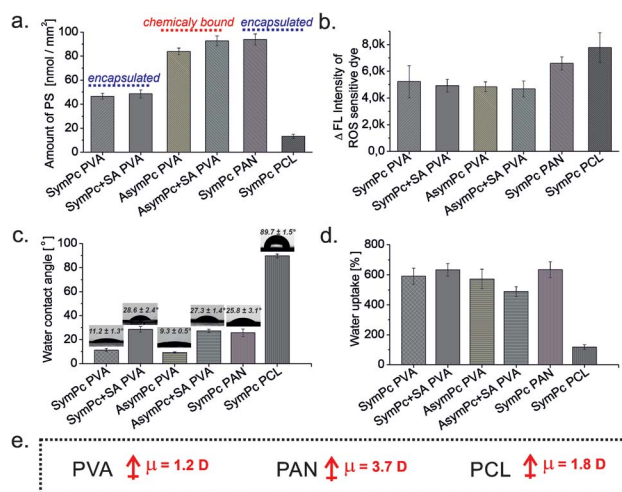 a.
chemicaly bound
encapsulated
encapsulated
Amount of PS [nmol / mm²]
100
80
60
40
20
0
SymPc PVA
SymPc+SA PVA
AsymPc PVA
AsymPc+SA PVA
SymPc PAN
SymPc PCL
b.
Δ FL Intensity of
ROS sensitive dye
8,0k
6,0k
4,0k
2,0k
0,0
SymPc PVA
SymPc+SA PVA
AsymPc PVA
AsymPc+SA PVA
SymPc PAN
SymPc PCL
c.
Water contact angle [°]
100
80
60
40
20
0
11.2 ± 1.3°
28.6 ± 2.4°
9.3 ± 0.5°
27.3 ± 1.4°
25.8 ± 3.1°
89.7 ± 1.5°
SymPc PVA
SymPc+SA PVA
AsymPc PVA
AsymPc+SA PVA
SymPc PAN
SymPc PCL
d.
Water uptake [%]
800
600
400
200
0
SymPc PVA
SymPc+SA PVA
AsymPc PVA
AsymPc+SA PVA
SymPc PAN
SymPc PCL
e.
PVA μ = 1.2 D
PAN μ = 3.7 D
PCL μ = 1.8 D